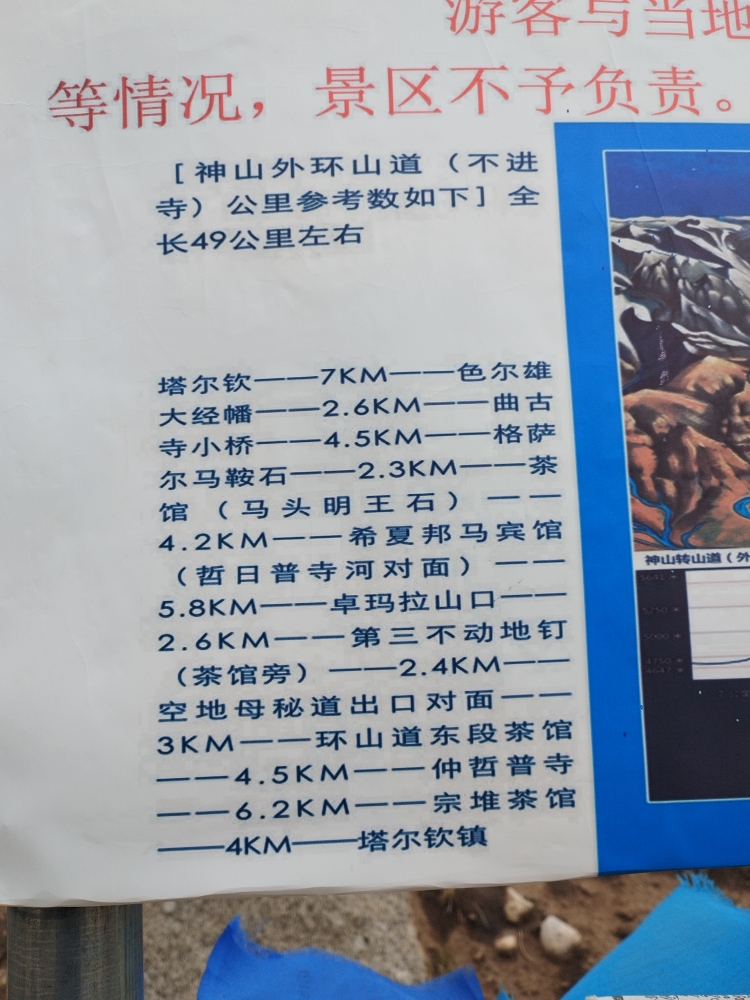 游客与当地
等情况，景区不予负责。
[神山外环山道（不进
寺）公里参考数如下] 全
长49公里左右
塔尔钦——7KM——色尔雄
大经幡——2.6KM——曲古
寺小桥——4.5KM——格萨
尔马鞍石——2.3KM——茶
馆（马头明王石）——
4.2KM——希夏邦马宾馆
（哲日普寺河对面）——
5.8KM——卓玛拉山口——
2.6KM——第三不动地钉
（茶馆旁）——2.4KM——
空地母秘道出口对面——
3KM——环山道东段茶馆
——4.5KM——仲哲普寺
——6.2KM——宗堆茶馆
——4KM——塔尔钦镇
神山转山道（外
5250
5000
4750